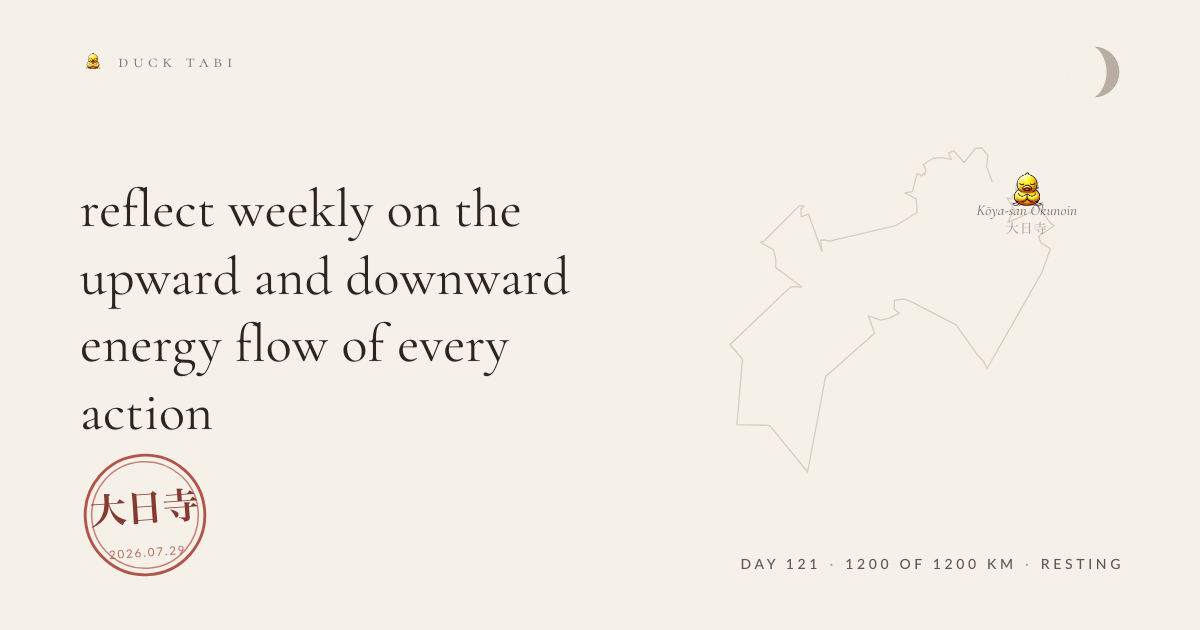 DUCK TABI
reflect weekly on the
upward and downward
energy flow of every
action
大日寺
2026.07.29
Kōya-san Okunoin
大日寺
DAY 121 · 1200 OF 1200 KM · RESTING